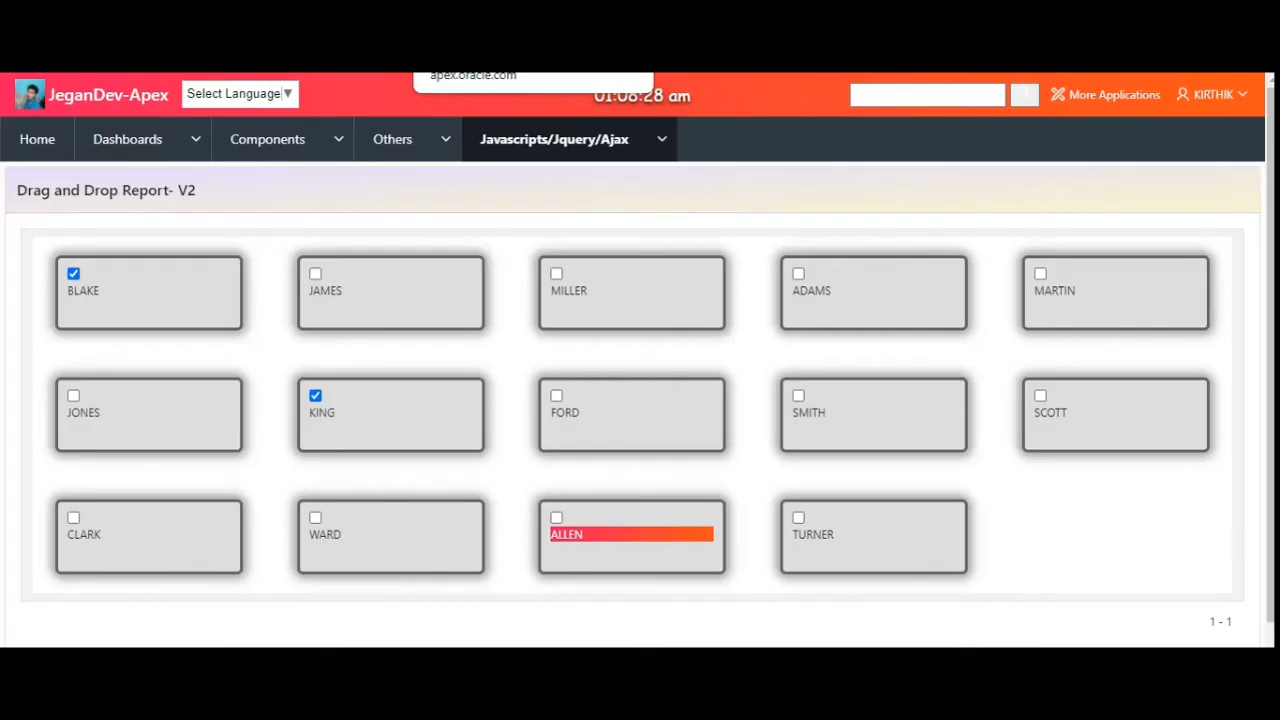 apex.oracle.com
JeganDev-Apex Select Language▼ 01:08:28 am More Applications KIRTHIK
Home Dashboards Components Others Javascripts/Jquery/Ajax
Drag and Drop Report- V2
BLAKE JAMES MILLER ADAMS MARTIN
JONES KING FORD SMITH SCOTT
CLARK WARD ALLEN TURNER
1 - 1